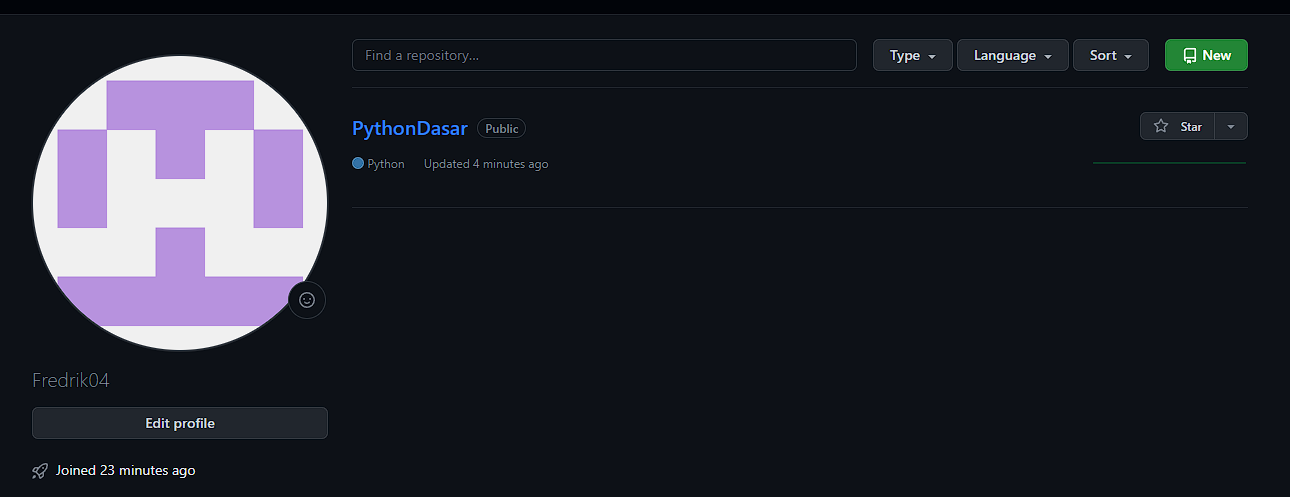 Find a repository...
Type
Language
Sort
New
PythonDasar
Public
Star
Python
Updated 4 minutes ago
Fredrik04
Edit profile
Joined 23 minutes ago